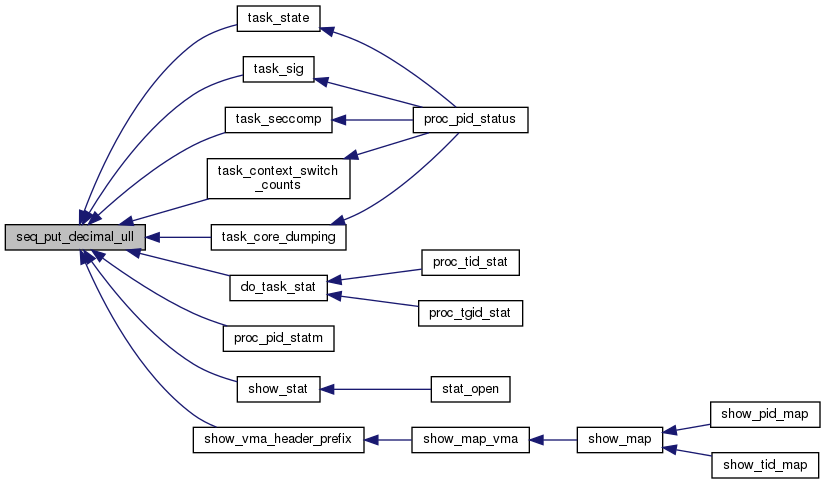 task_state
task_sig
task_seccomp
proc_pid_status
task_context_switch
_counts
seq_put_decimal_ull
task_core_dumping
proc_tid_stat
do_task_stat
proc_tgid_stat
proc_pid_statm
show_stat
stat_open
show_pid_map
show_vma_header_prefix
show_map_vma
show_map
show_tid_map